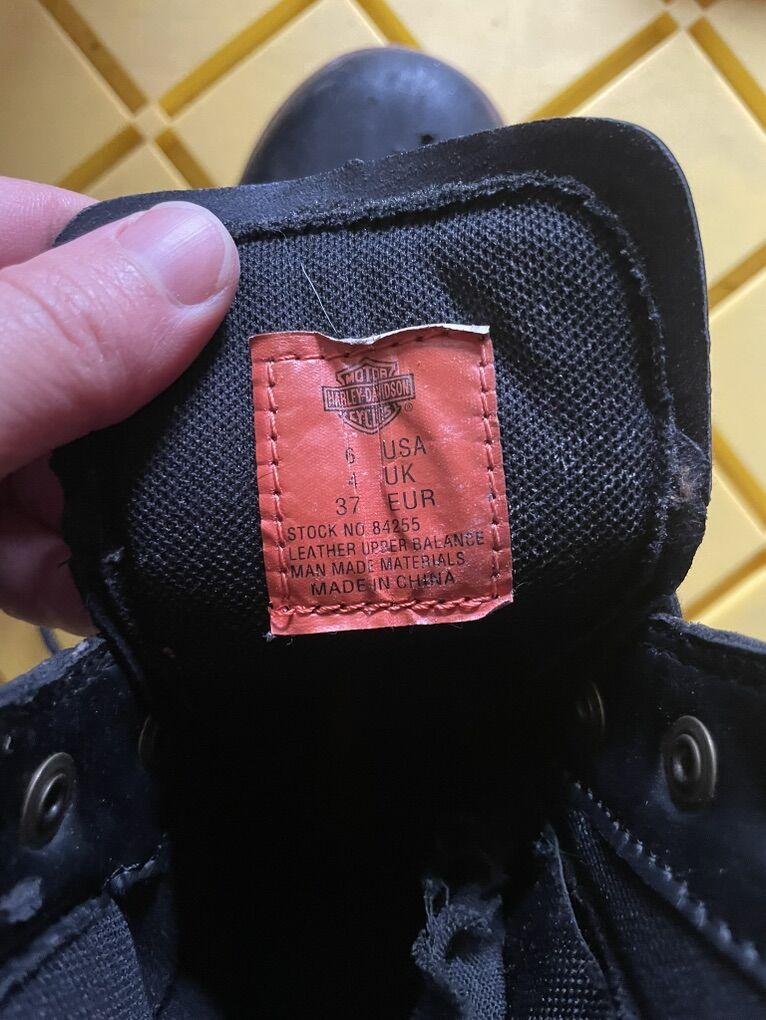 MOTOR
HARLEY-DAVIDSON
CYCLES
®
6 USA
4 UK
37 EUR
STOCK NO 84255
LEATHER UPPER BALANCE
MAN MADE MATERIALS
MADE IN CHINA